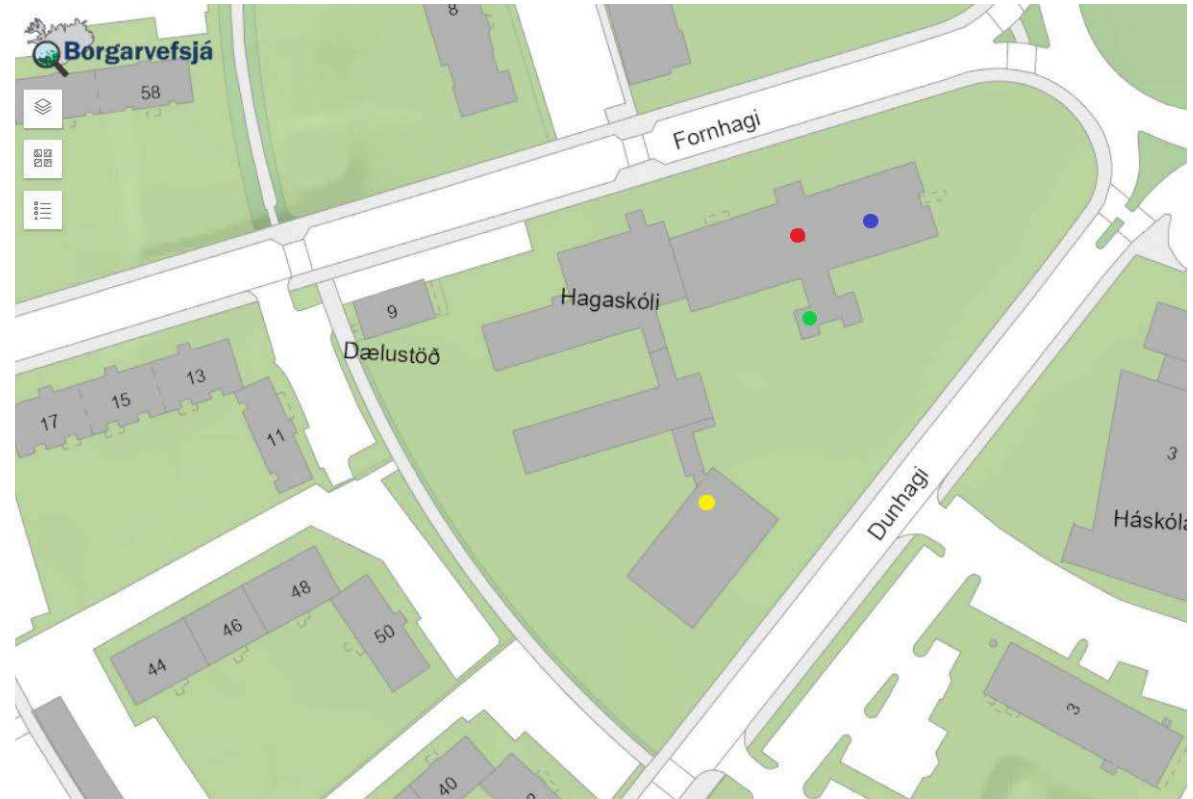 Borgarvefsjá
8
58
Fornhagi
Hagaskóli
9
Dælustöð
13
15
17
11
3
Dunhagi
Háskóla
48
46
50
44
3
40